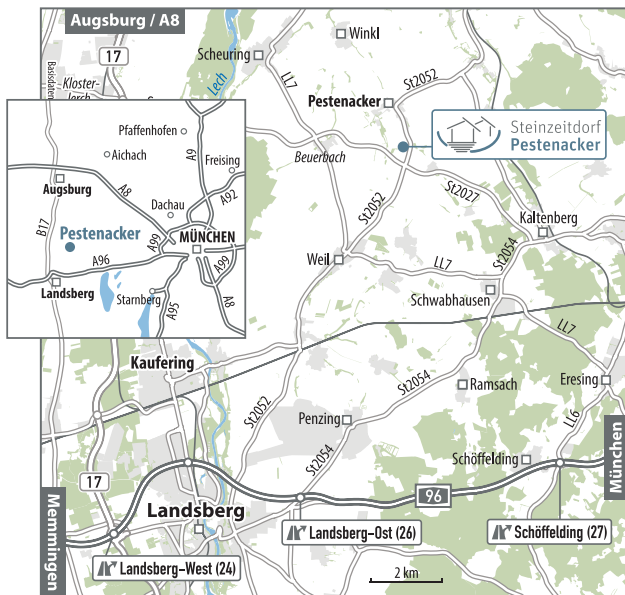 Augsburg / A8
17
Winkl
Scheuring
Lech
LL7
St2052
Basisdaten
Kloster-
lerch
Pestenacker
Steinzeitdorf
Pestenacker
Beuerbach
St2052
St2027
Kaltenberg
St2054
Weil
LL7
Schwabhausen
LL7
Pfaffenhofen
A9
Aichach
Freising
Augsburg
A8
Dachau
A92
B17
Pestenacker
A99
MÜNCHEN
A96
A99
Landsberg
Starnberg
A95
A8
Kaufering
St2052
St2054
Ramsach
Eresing
LL6
Penzing
St2054
Schöffelding
München
17
96
Memmingen
Landsberg
Landsberg-Ost (26)
Schöffelding (27)
Landsberg-West (24)
2 km